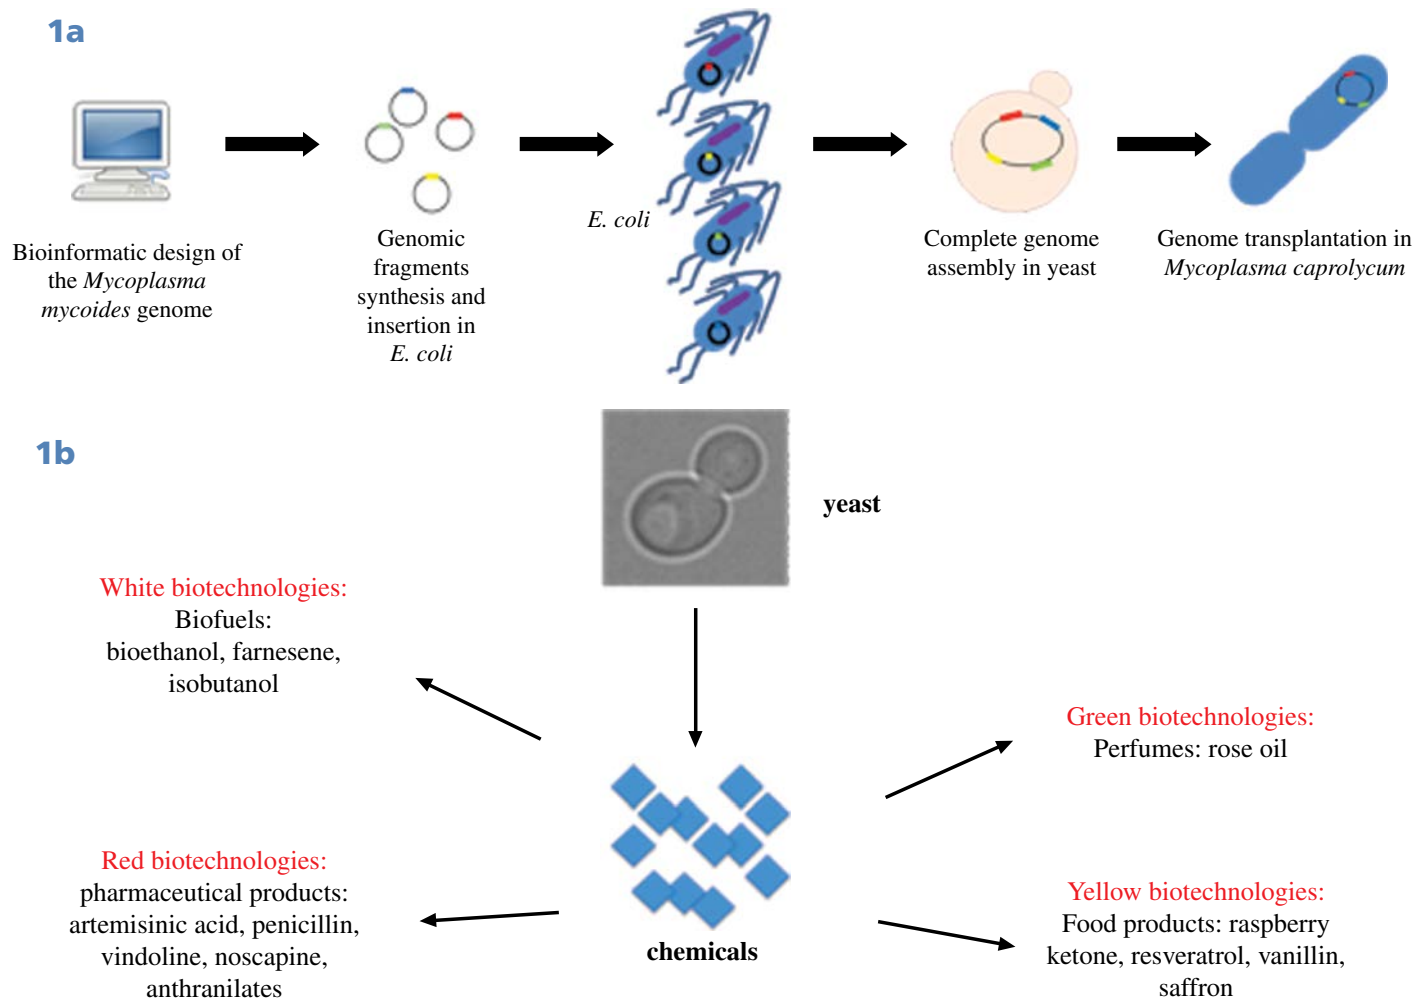 1a
Bioinformatic design of
the Mycoplasma
mycoides genome
Genomic
fragments
synthesis and
insertion in
E. coli
E. coli
Complete genome
assembly in yeast
Genome transplantation in
Mycoplasma caprolycum
1b
yeast
White biotechnologies:
Biofuels:
bioethanol, farnesene,
isobutanol
Green biotechnologies:
Perfumes: rose oil
Red biotechnologies:
pharmaceutical products:
artemisinic acid, penicillin,
vindoline, noscapine,
anthranilates
chemicals
Yellow biotechnologies:
Food products: raspberry
ketone, resveratrol, vanillin,
saffron